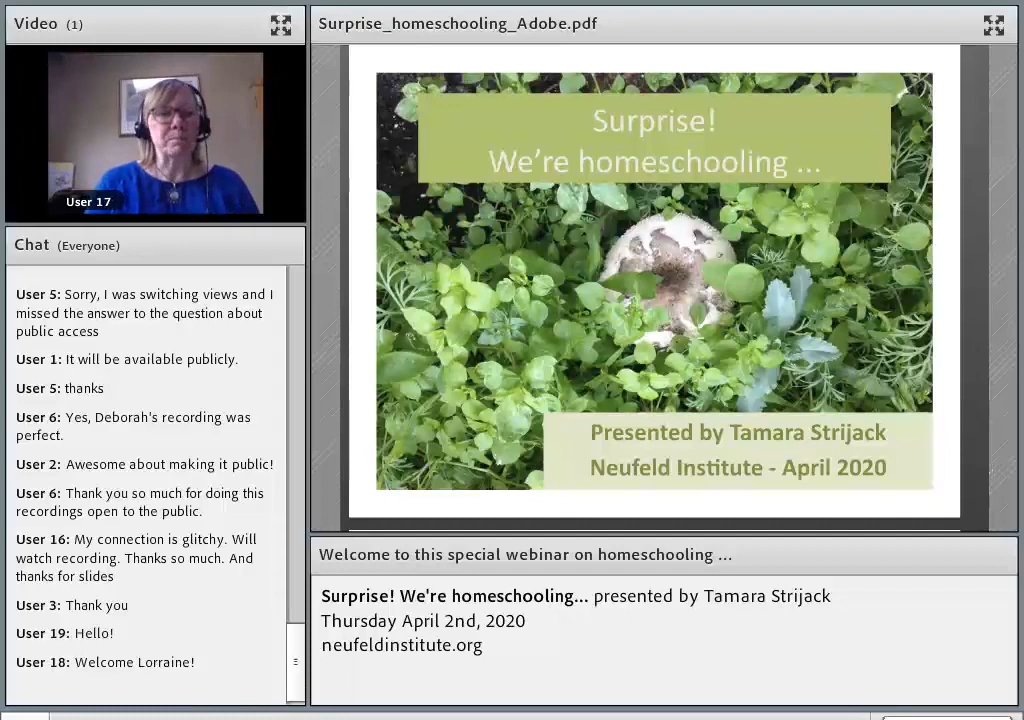 Video (1)
User 17
Chat (Everyone)
User 5: Sorry, I was switching views and I
missed the answer to the question about
public access
User 1: It will be available publicly.
User 5: thanks
User 6: Yes, Deborah's recording was
perfect.
User 2: Awesome about making it public!
User 6: Thank you so much for doing this
recordings open to the public.
User 16: My connection is glitchy. Will
watch recording. Thanks so much. And
thanks for slides
User 3: Thank you
User 19: Hello!
User 18: Welcome Lorraine!
Surprise_homeschooling_Adobe.pdf
Surprise!
We're homeschooling ...
Presented by Tamara Strijack
Neufeld Institute - April 2020
Welcome to this special webinar on homeschooling ...
Surprise! We're homeschooling... presented by Tamara Strijack
Thursday April 2nd, 2020
neufeldinstitute.org